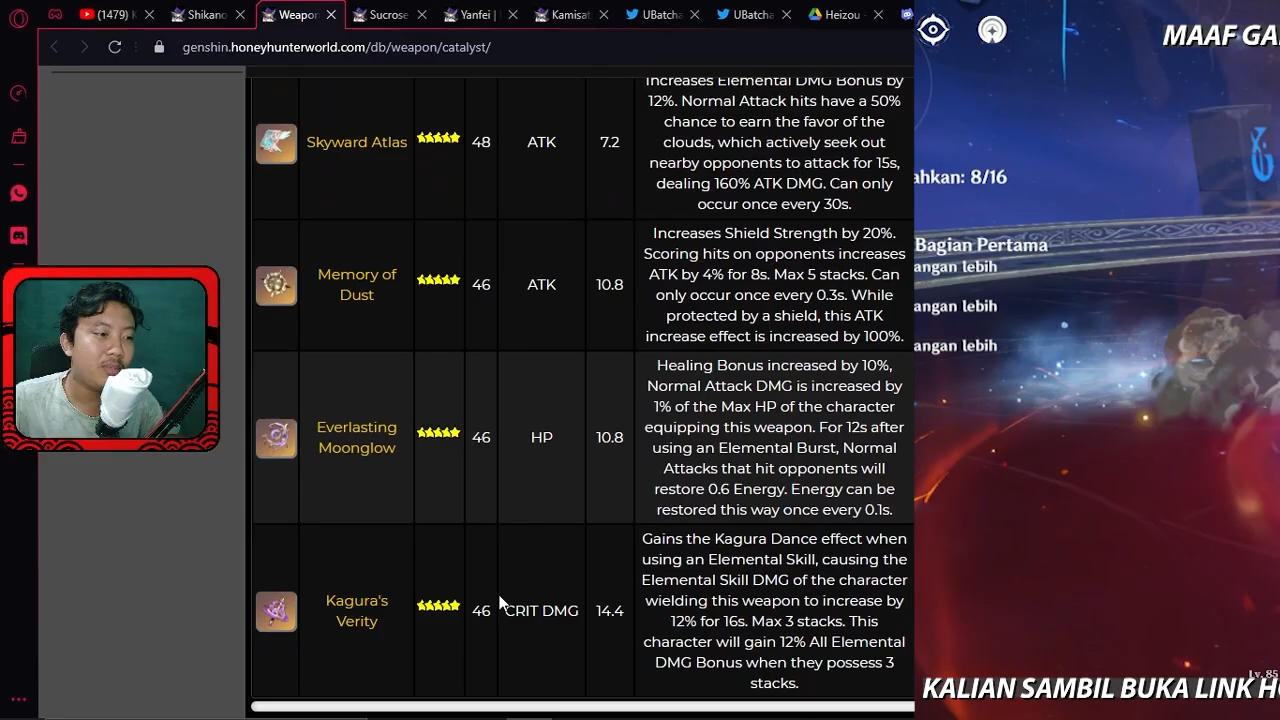 (1479)
Shikano
Weapon
Sucrose
Yanfei |
Kamisat
UBatcha
UBatcha
Heizou -
genshin.honeyhunterworld.com/db/weapon/catalyst/
Skyward Atlas
48
ATK
7.2
Increases Elemental DMG Bonus by
12%. Normal Attack hits have a 50%
chance to earn the favor of the
clouds, which actively seek out
nearby opponents to attack for 15s,
dealing 160% ATK DMG. Can only
occur once every 30s.
Memory of
Dust
46
ATK
10.8
Increases Shield Strength by 20%.
Scoring hits on opponents increases
ATK by 4% for 8s. Max 5 stacks. Can
only occur once every 0.3s. While
protected by a shield, this ATK
increase effect is increased by 100%.
Everlasting
Moonglow
46
HP
10.8
Healing Bonus increased by 10%,
Normal Attack DMG is increased by
1% of the Max HP of the character
equipping this weapon. For 12s after
using an Elemental Burst, Normal
Attacks that hit opponents will
restore 0.6 Energy. Energy can be
restored this way once every 0.1s.
Kagura's
Verity
46
CRIT DMG
14.4
Gains the Kagura Dance effect when
using an Elemental Skill, causing the
Elemental Skill DMG of the character
wielding this weapon to increase by
12% for 16s. Max 3 stacks. This
character will gain 12% All Elemental
DMG Bonus when they possess 3
stacks.
MAAF GA
ahkan: 8/16
Bagian Pertama
angan lebih
angan lebih
angan lebih
Lv. 85
KALIAN SAMBIL BUKA LINK H